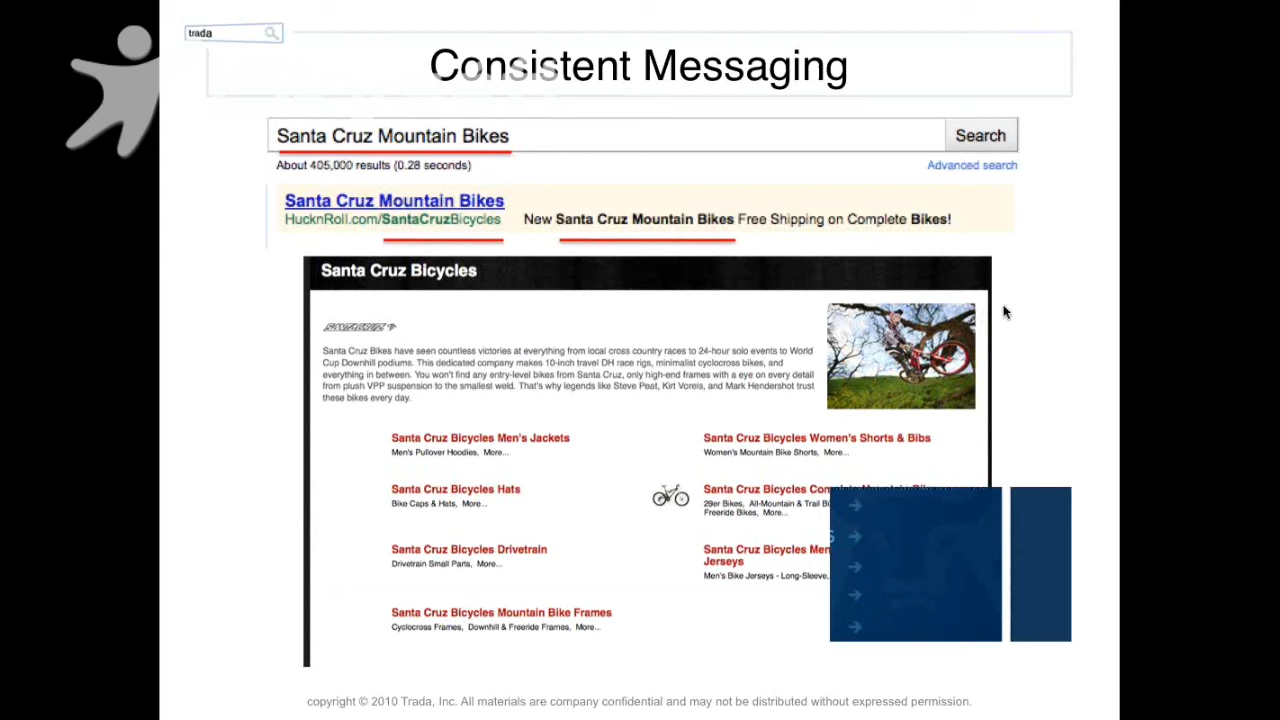 trada
Consistent Messaging
Santa Cruz Mountain Bikes
Search
About 405,000 results (0.28 seconds)
Advanced search
Santa Cruz Mountain Bikes
HucknRoll.com/SantaCruzBicycles New Santa Cruz Mountain Bikes Free Shipping on Complete Bikes!
Santa Cruz Bicycles
Santa Cruz Bikes have seen countless victories at everything from local cross country races to 24-hour solo events to World
Cup Downhill podiums. This dedicated company makes 10-inch travel DH race rigs, minimalist cyclocross bikes, and
everything in between. You won't find any entry-level bikes from Santa Cruz, only high-end frames with a eye on every detail
from plush VPP suspension to the smallest weld. That's why legends like Steve Peat, Kirt Voreis, and Mark Hendershot trust
these bikes every day.
Santa Cruz Bicycles Men's Jackets
Men's Pullover Hoodies, More...
Santa Cruz Bicycles Women's Shorts & Bibs
Women's Mountain Bike Shorts, More...
Santa Cruz Bicycles Hats
Bike Caps & Hats, More...
Santa Cruz Bicycles Complete Mountain Bikes
29er Bikes, All-Mountain & Trail
Freeride Bikes, More...
Santa Cruz Bicycles Drivetrain
Drivetrain Small Parts, More...
Santa Cruz Bicycles Men
Jerseys
Men's Bike Jerseys - Long-Sleeve,
Santa Cruz Bicycles Mountain Bike Frames
Cyclocross Frames, Downhill & Freeride Frames, More...
copyright © 2010 Trada, Inc. All materials are company confidential and may not be distributed without expressed permission.